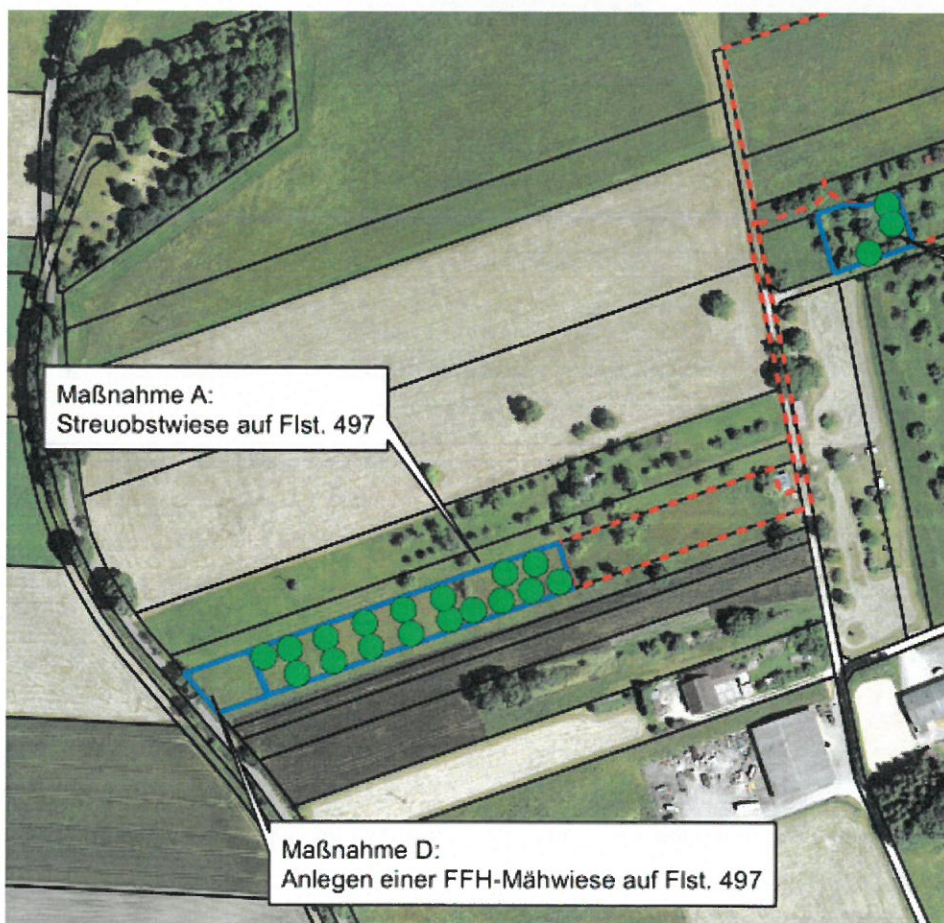 Maßnahme A:
Streuobstwiese auf Flst. 497
Maßnahme D:
Anlegen einer FFH-Mähwiese auf Flst. 497